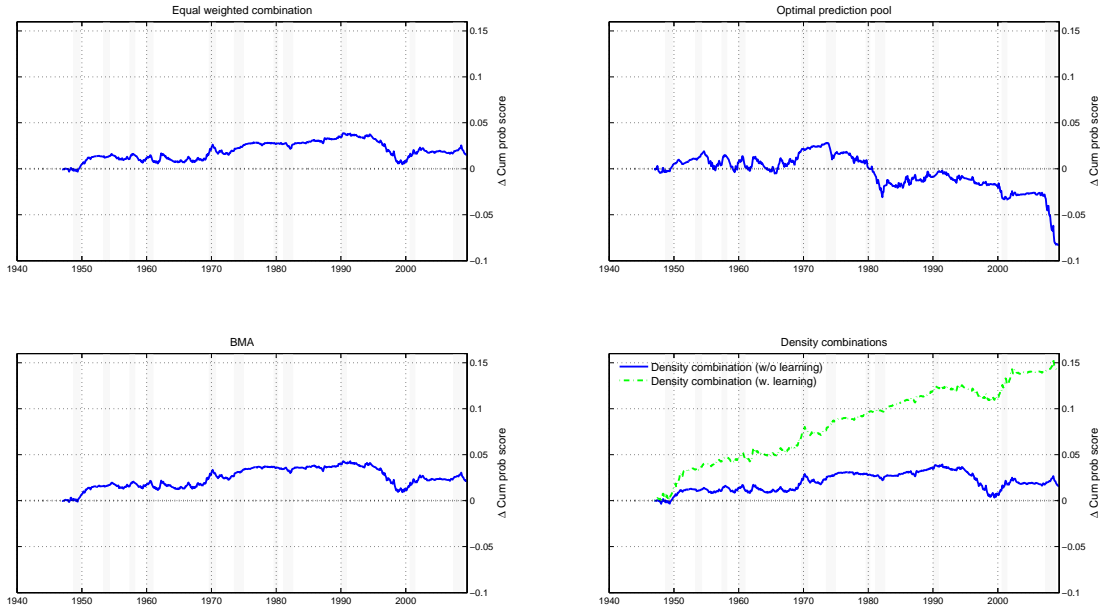 Equal weighted combination
0.15
0.1
0.05
0
−0.05
−0.1
Δ Cum prob score
1940 1950 1960 1970 1980 1990 2000
Optimal prediction pool
0.15
0.1
0.05
0
−0.05
−0.1
Δ Cum prob score
1940 1950 1960 1970 1980 1990 2000
BMA
0.15
0.1
0.05
0
−0.05
−0.1
Δ Cum prob score
1940 1950 1960 1970 1980 1990 2000
Density combinations
Density combination (w/o learning)
Density combination (w. learning)
0.15
0.1
0.05
0
−0.05
−0.1
Δ Cum prob score
1940 1950 1960 1970 1980 1990 2000